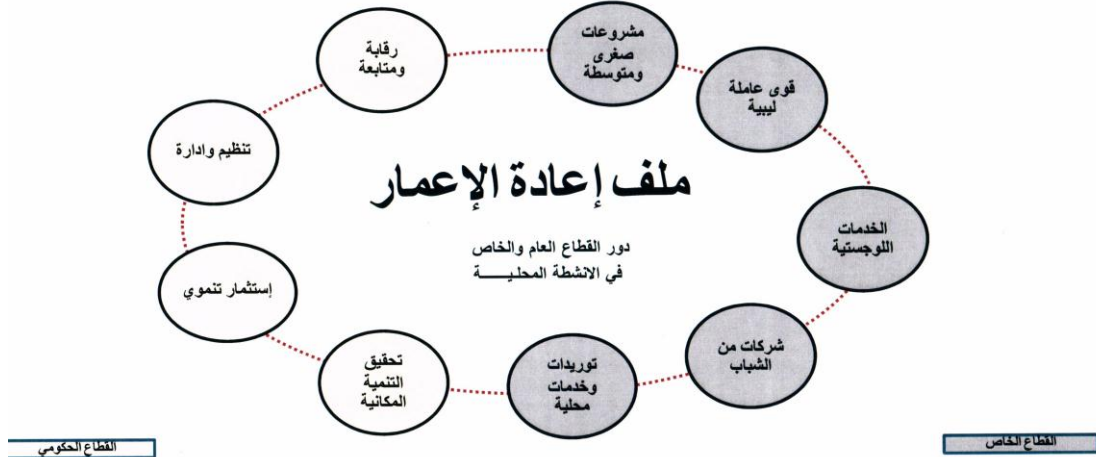 مشروعات
صغرى
ومتوسطة
رقابة
ومتابعة
قوى عاملة
ليبية
تنظيم وادارة
ملف إعادة الإعمار
الخدمات
اللوجستية
دور القطاع العام والخاص
في الانشطة المحليـــــة
إستثمار تنموي
شركات من
الشباب
توريدات
وخدمات
محلية
تحقيق
التنمية
المكانية
القطاع الخاص
القطاع الحكومي